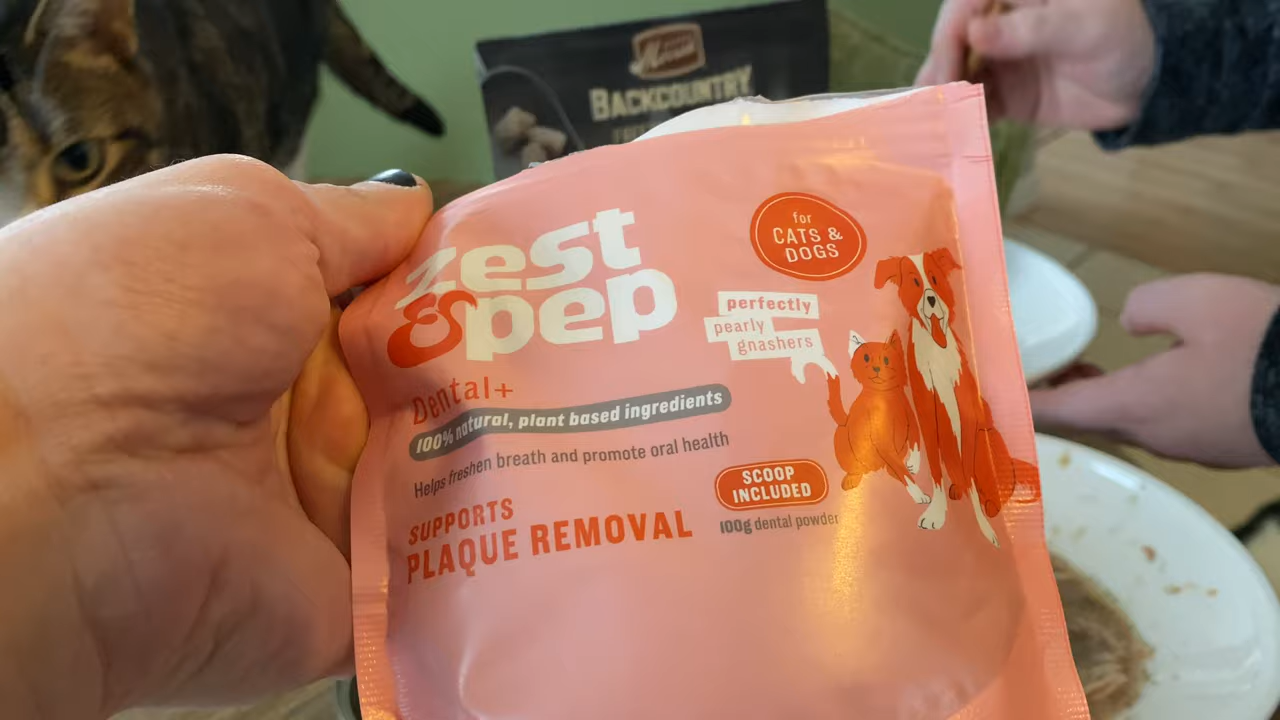 Merrick
BACKCOUNTRY
zest
&pep
for
CATS &
DOGS
perfectly
pearly
gnashers
Dental+
100% natural, plant based ingredients
Helps freshen breath and promote oral health
SUPPORTS
PLAQUE REMOVAL
SCOOP
INCLUDED
100g dental powder